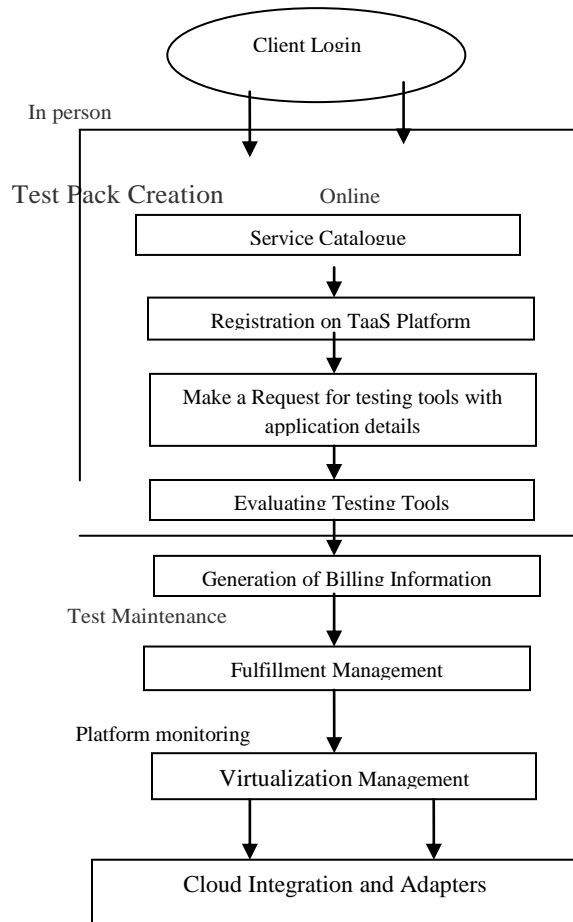 Client Login
In person
Test Pack Creation
Online
Service Catalogue
Registration on TaaS Platform
Make a Request for testing tools with
application details
Evaluating Testing Tools
Generation of Billing Information
Test Maintenance
Fulfillment Management
Platform monitoring
Virtualization Management
Cloud Integration and Adapters